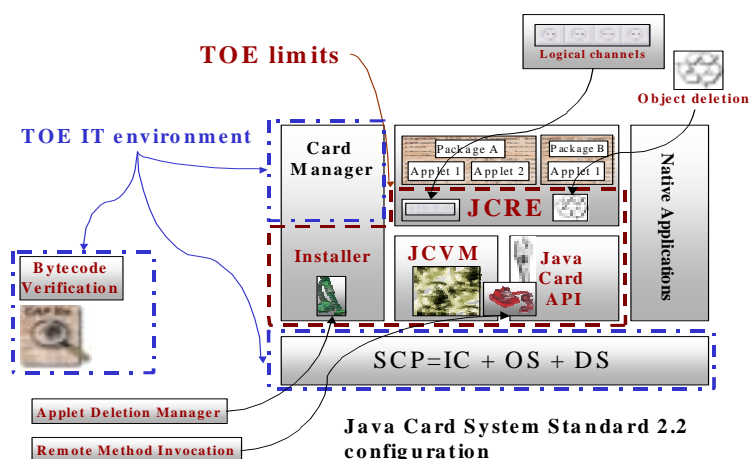 Logical channels
TOE limits
Object deletion
TOE IT environment
Card
Manager
Package A
Package B
Applet 1
Applet 2
Applet 1
Native Applications
JCRE
Installer
JCVM
Java
Card
API
Bytecode
Verification
CAP file
SCP=IC + OS + DS
Applet Deletion Manager
Remote Method Invocation
Java Card System Standard 2.2
configuration